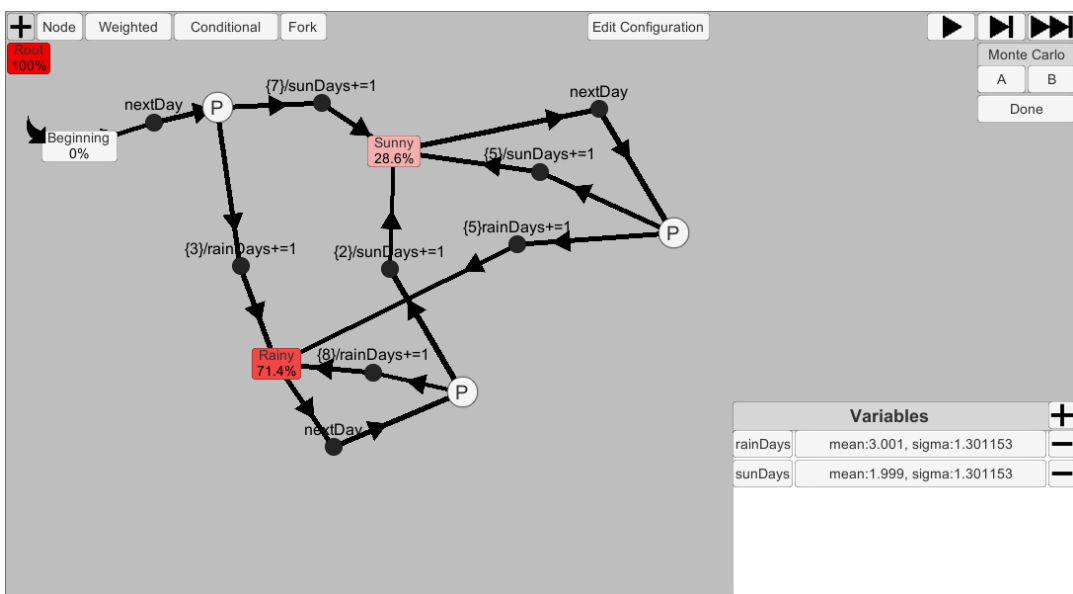 Node Weighted Conditional Fork Edit Configuration
Root
100%
Monte Carlo
A B
Done
{7}/sunDays+=1
nextDay
P
nextDay
Beginning
0%
Sunny
28.6%
{5}/sunDays+=1
{5}rainDays+=1
P
{3}/rainDays+=1
{2}/sunDays+=1
Rainy
71.4%
{8}/rainDays+=1
P
nextDay
Variables
rainDays mean:3.001, sigma:1.301153
sunDays mean:1.999, sigma:1.301153